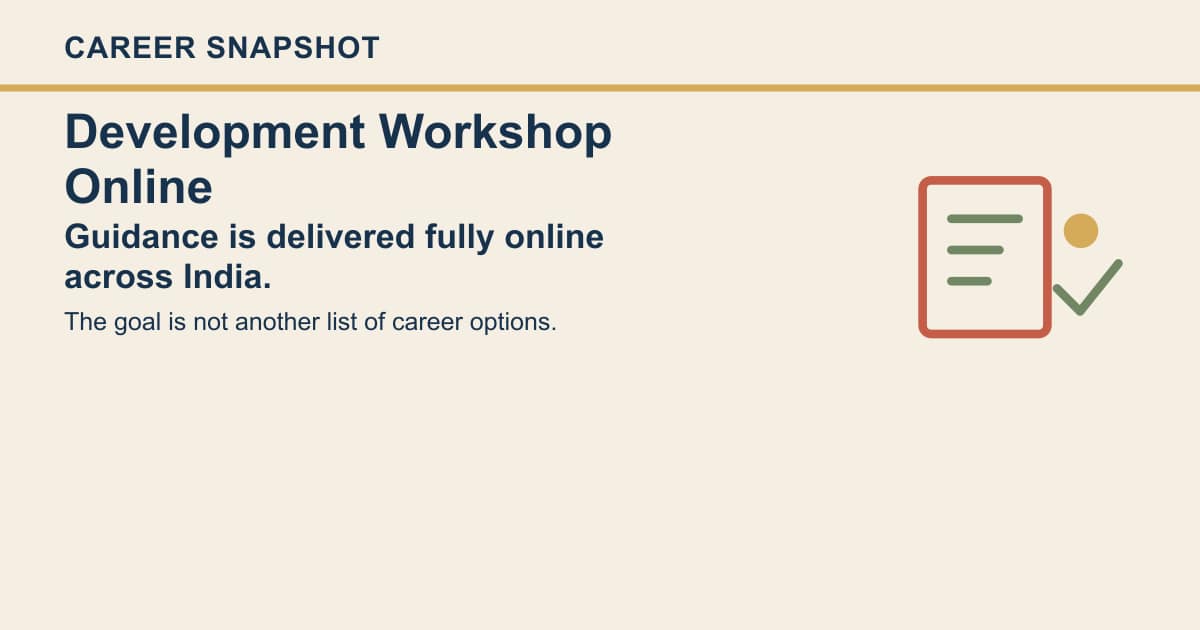 CAREER SNAPSHOT
Development Workshop
Online
Guidance is delivered fully online
across India.
The goal is not another list of career options.